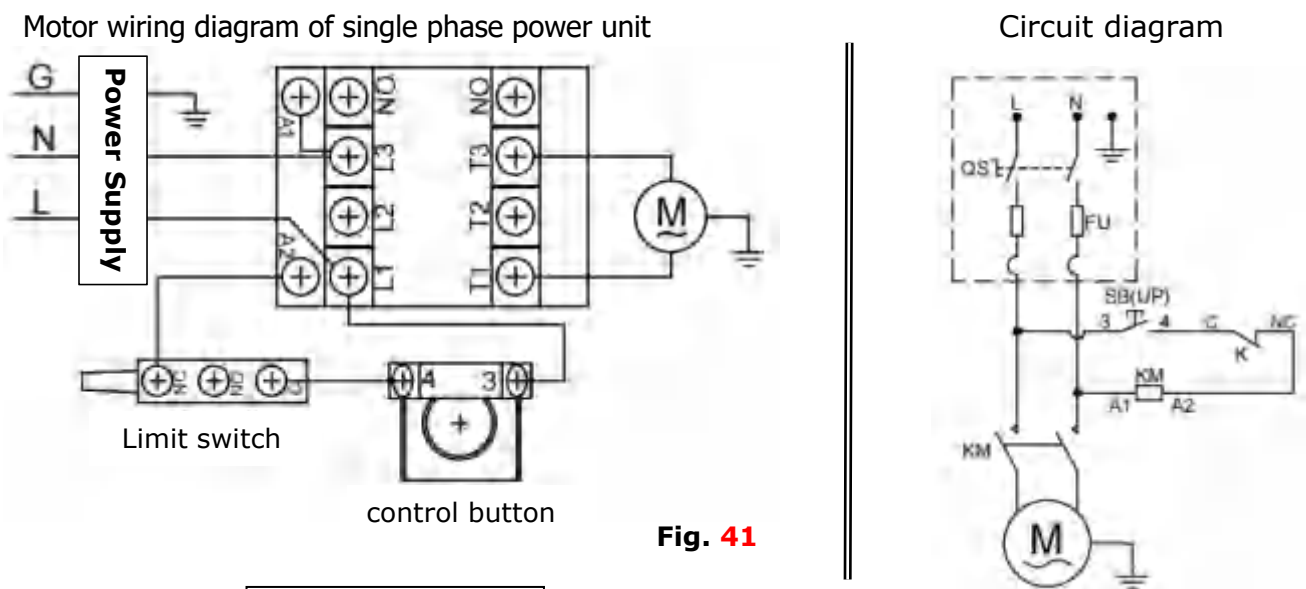 Motor wiring diagram of single phase power unit
Circuit diagram
G
N
L
Power Supply
A1
NO
L3
L2
L1
A2
NO
T3
T2
T1
M
NC
NO
C
4
3
Limit switch
control button
Fig. 41
L
N
QS
FU
SB(UP)
3
4
C
NC
K
KM
A1
A2
KM
M